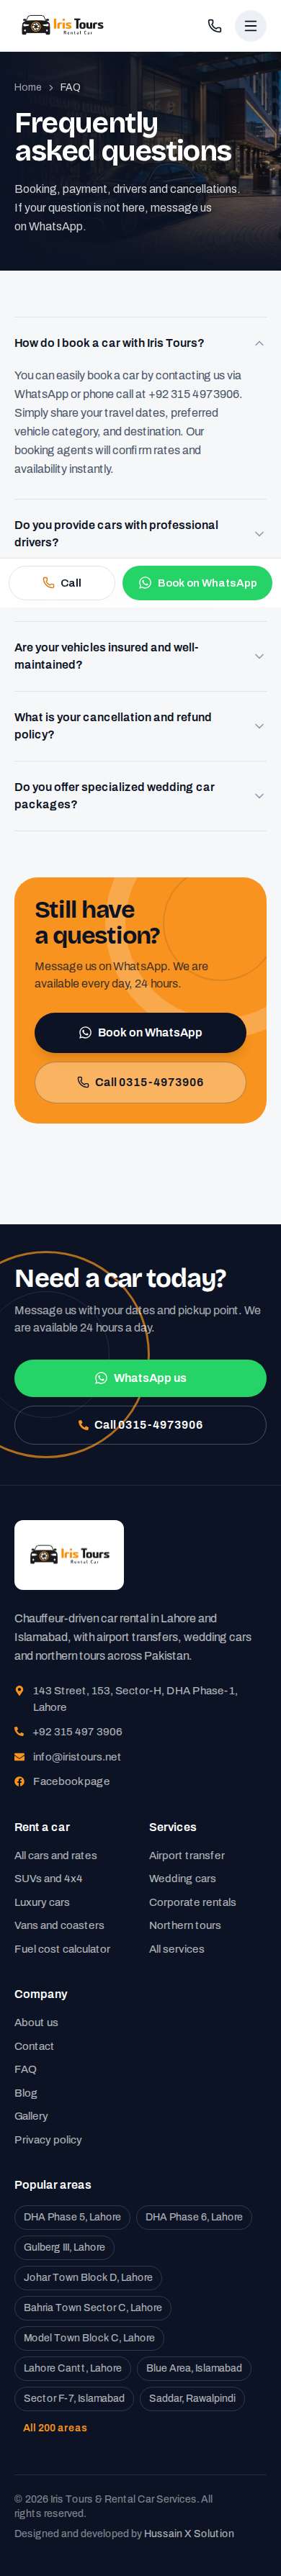 Iris Tours
Rental Car
Home > FAQ
Frequently
asked questions
Booking, payment, drivers and cancellations.
If your question is not here, message us
on WhatsApp.
How do I book a car with Iris Tours?
You can easily book a car by contacting us via
WhatsApp or phone call at +92 315 4973906.
Simply share your travel dates, preferred
vehicle category, and destination. Our
booking agents will confirm rates and
availability instantly.
Do you provide cars with professional
drivers?
Call
Book on WhatsApp
Are your vehicles insured and well-
maintained?
What is your cancellation and refund
policy?
Do you offer specialized wedding car
packages?
Still have
a question?
Message us on WhatsApp. We are
available every day, 24 hours.
Book on WhatsApp
Call 0315-4973906
Need a car today?
Message us with your dates and pickup point. We
are available 24 hours a day.
WhatsApp us
Call 0315-4973906
Iris Tours
Rental Car
Chauffeur-driven car rental in Lahore and
Islamabad, with airport transfers, wedding cars
and northern tours across Pakistan.
143 Street, 153, Sector-H, DHA Phase-1,
Lahore
+92 315 497 3906
info@iristours.net
Facebook page
Rent a car
All cars and rates
SUVs and 4x4
Luxury cars
Vans and coasters
Fuel cost calculator
Services
Airport transfer
Wedding cars
Corporate rentals
Northern tours
All services
Company
About us
Contact
FAQ
Blog
Gallery
Privacy policy
Popular areas
DHA Phase 5, Lahore
DHA Phase 6, Lahore
Gulberg III, Lahore
Johar Town Block D, Lahore
Bahria Town Sector C, Lahore
Model Town Block C, Lahore
Lahore Cantt, Lahore
Blue Area, Islamabad
Sector F-7, Islamabad
Saddar, Rawalpindi
All 200 areas
© 2026 Iris Tours & Rental Car Services. All
rights reserved.
Designed and developed by Hussain X Solution